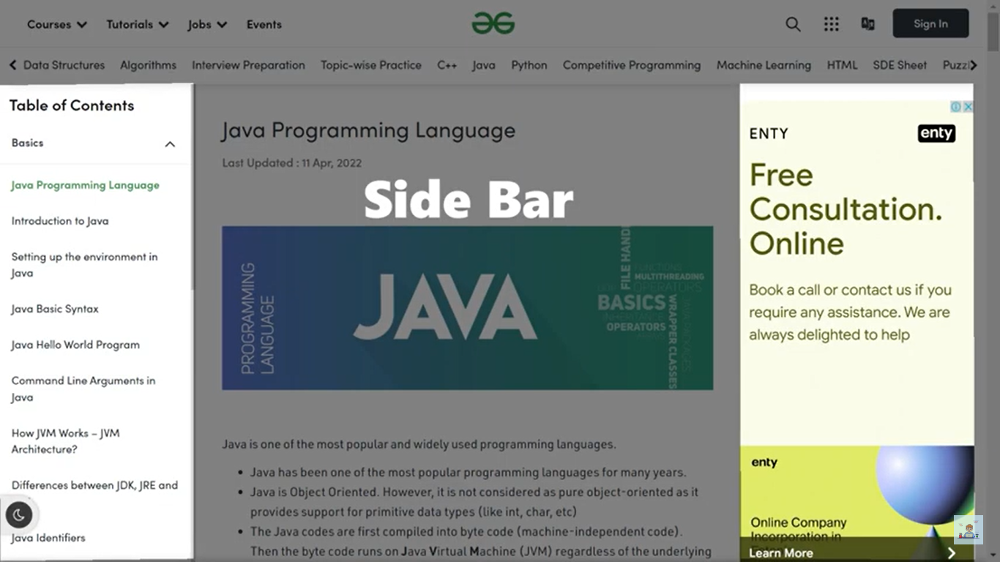 Courses Tutorials Jobs Events Sign In
Data Structures Algorithms Interview Preparation Topic-wise Practice C++ Java Python Competitive Programming Machine Learning HTML SDE Sheet Puzzl
Table of Contents
Basics
Java Programming Language
Introduction to Java
Setting up the environment in
Java
Java Basic Syntax
Java Hello World Program
Command Line Arguments in
Java
How JVM Works – JVM
Architecture?
Differences between JDK, JRE and
Java Identifiers
Java Programming Language
Last Updated : 11 Apr, 2022
Side Bar
PROGRAMMING
LANGUAGE
JAVA
FILE HANDI
FUNCTIONS
MULTITHREADING
OPERATORS
BASICS
INHERITANCE
OPERATORS
WRAPPER CLASSES
JAVA PACKAGES
Java is one of the most popular and widely used programming languages.
• Java has been one of the most popular programming languages for many years.
• Java is Object Oriented. However, it is not considered as pure object-oriented as it
provides support for primitive data types (like int, char, etc)
• The Java codes are first compiled into byte code (machine-independent code).
Then the byte code runs on Java Virtual Machine (JVM) regardless of the underlying
ENTY enty
Free
Consultation.
Online
Book a call or contact us if you
require any assistance. We are
always delighted to help
enty
Online Company
Incorporation in
Learn More